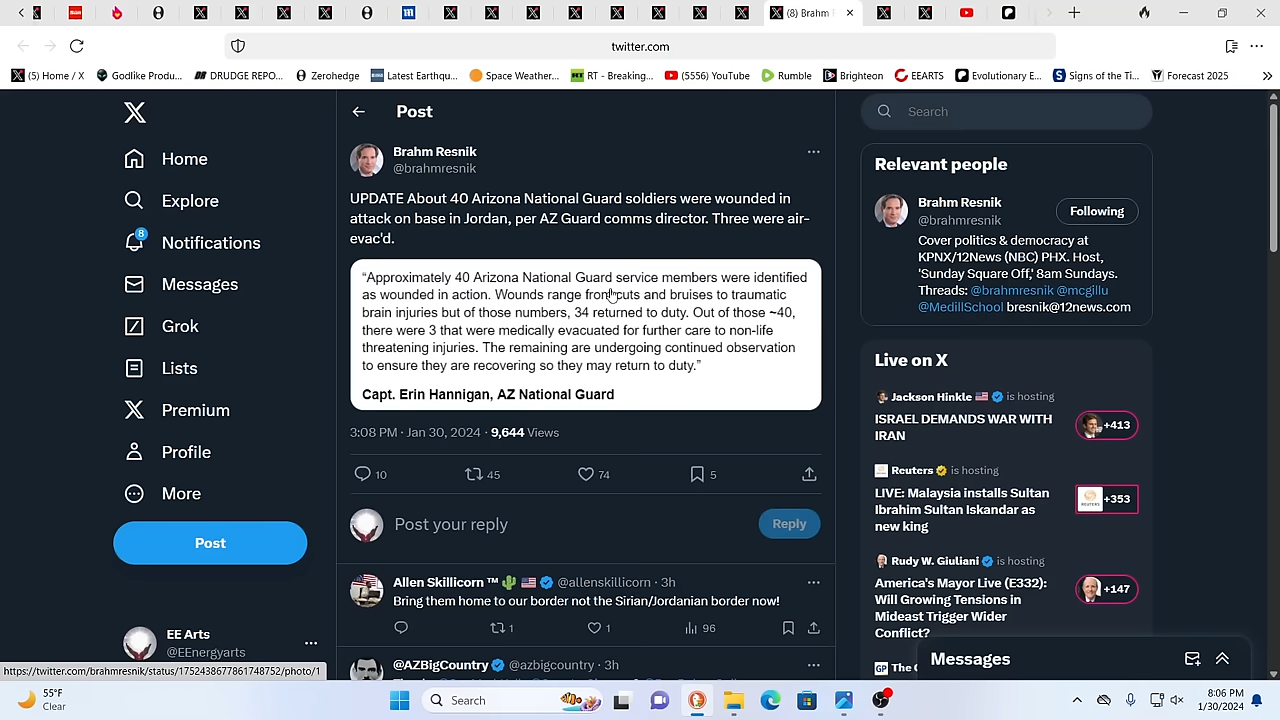 (8) Brahm
twitter.com
(5) Home / X
Godlike Produ...
DRUDGE REPO...
Zerohedge
Latest Earthqu...
Space Weather...
RT - Breaking...
(5556) YouTube
Rumble
Brighteon
EEARTS
Evolutionary E...
Signs of the Ti...
Forecast 2025
Post
Search
Home
Explore
8
Notifications
Messages
Grok
Lists
Premium
Profile
More
Post
EE Arts
@EEnergyarts
Brahm Resnik
@brahmresnik
UPDATE About 40 Arizona National Guard soldiers were wounded in
attack on base in Jordan, per AZ Guard comms director. Three were air-
evac'd.
“Approximately 40 Arizona National Guard service members were identified
as wounded in action. Wounds range from cuts and bruises to traumatic
brain injuries but of those numbers, 34 returned to duty. Out of those ~40,
there were 3 that were medically evacuated for further care to non-life
threatening injuries. The remaining are undergoing continued observation
to ensure they are recovering so they may return to duty.”
Capt. Erin Hannigan, AZ National Guard
3:08 PM · Jan 30, 2024 · 9,644 Views
10
45
74
5
Post your reply
Reply
Allen Skillicorn ™ @allenskillicorn · 3h
Bring them home to our border not the Sirian/Jordanian border now!
1
1
96
@AZBigCountry @azbigcountry · 3h
Relevant people
Brahm Resnik
@brahmresnik
Following
Cover politics & democracy at
KPNX/12News (NBC) PHX. Host,
'Sunday Square Off,' 8am Sundays.
Threads: @brahmresnik @mcgillu
@MedillSchool bresnik@12news.com
Live on X
Jackson Hinkle is hosting
ISRAEL DEMANDS WAR WITH
IRAN
+413
Reuters is hosting
LIVE: Malaysia installs Sultan
Ibrahim Sultan Iskandar as
new king
+353
Rudy W. Giuliani is hosting
America's Mayor Live (E332):
Will Growing Tensions in
Mideast Trigger Wider
Conflict?
+147
GP The
Messages
https://twitter.com/brahmresnik/status/1752438677861748752/photo/1
55°F
Clear
Search
8:06 PM
1/30/2024